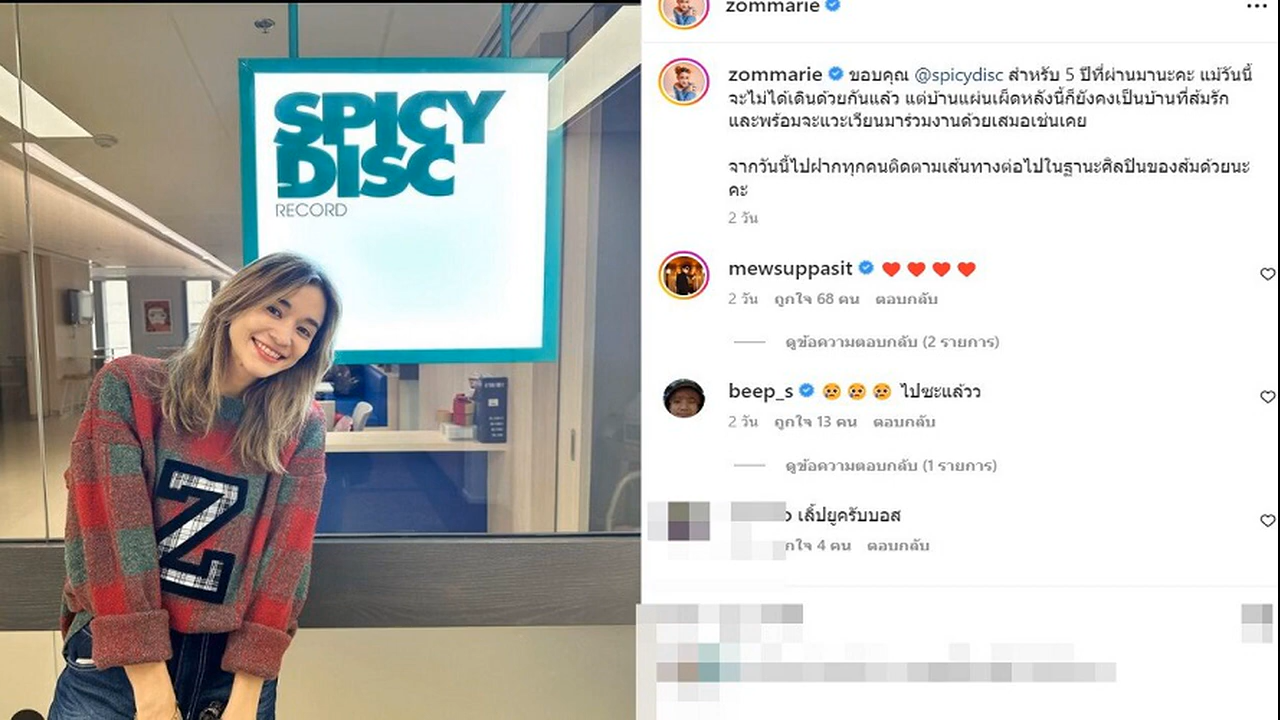 SPICY
DISC
RECORD
Z
zommarie
zommarie ขอบคุณ @spicydisc สำหรับ 5 ปีที่ผ่านมานะคะ แม้วันนี้
จะไม่ได้เดินด้วยกันแล้ว แต่บ้านแผ่นเผ็ดหลังนี้ก็ยังคงเป็นบ้านที่ส้มรัก
และพร้อมจะแวะเวียนมาร่วมงานด้วยเสมอเช่นเคย
จากวันนี้ไปฝากทุกคนติดตามเส้นทางต่อไปในฐานะศิลปินของส้มด้วยนะ
คะ
2 วัน
mewsuppasit ♥️♥️♥️♥️
2 วัน ถูกใจ 68 คน ตอบกลับ
ดูข้อความตอบกลับ (2 รายการ)
beep_s 😢😢😢 ไปซะแล้วว
2 วัน ถูกใจ 13 คน ตอบกลับ
ดูข้อความตอบกลับ (1 รายการ)
เลิ้ปยูครับบอส
กใจ 4 คน ตอบกลับ